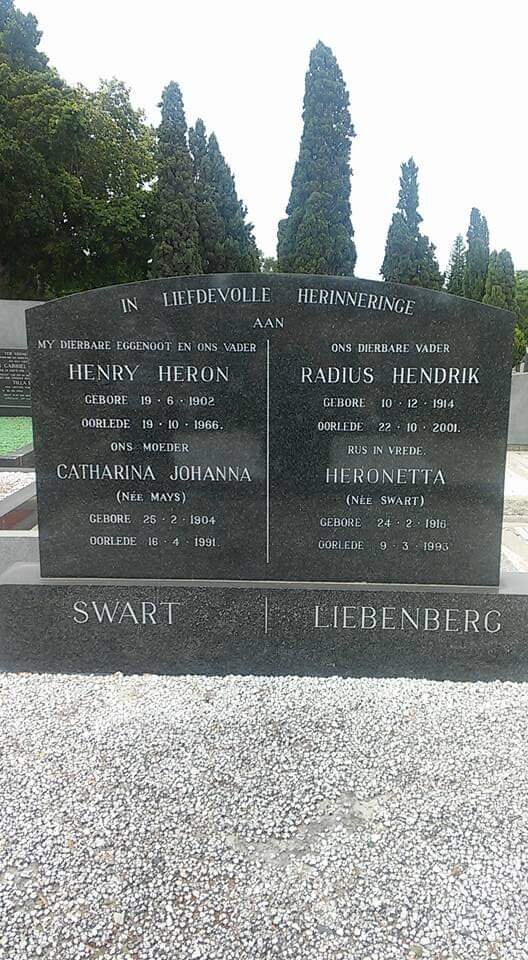 IN LIEFDEVOLLE HERINNERINGE
AAN
MY DIERBARE EGGENOOT EN ONS VADER
HENRY HERON
GEBORE 19·6·1902
OORLEDE 19·10·1966.
ONS MOEDER
CATHARINA JOHANNA
(NÉE MAYS)
GEBORE 25·2·1904
OORLEDE 16·4·1991.
SWART
ONS DIERBARE VADER
RADIUS HENDRIK
GEBORE 10·12·1914
OORLEDE 22·10·2001.
RUS IN VREDE.
HERONETTA
(NÉE SWART)
GEBORE 24·2·1916
OORLEDE 9·3·1993
LIEBENBERG
GABRIEL